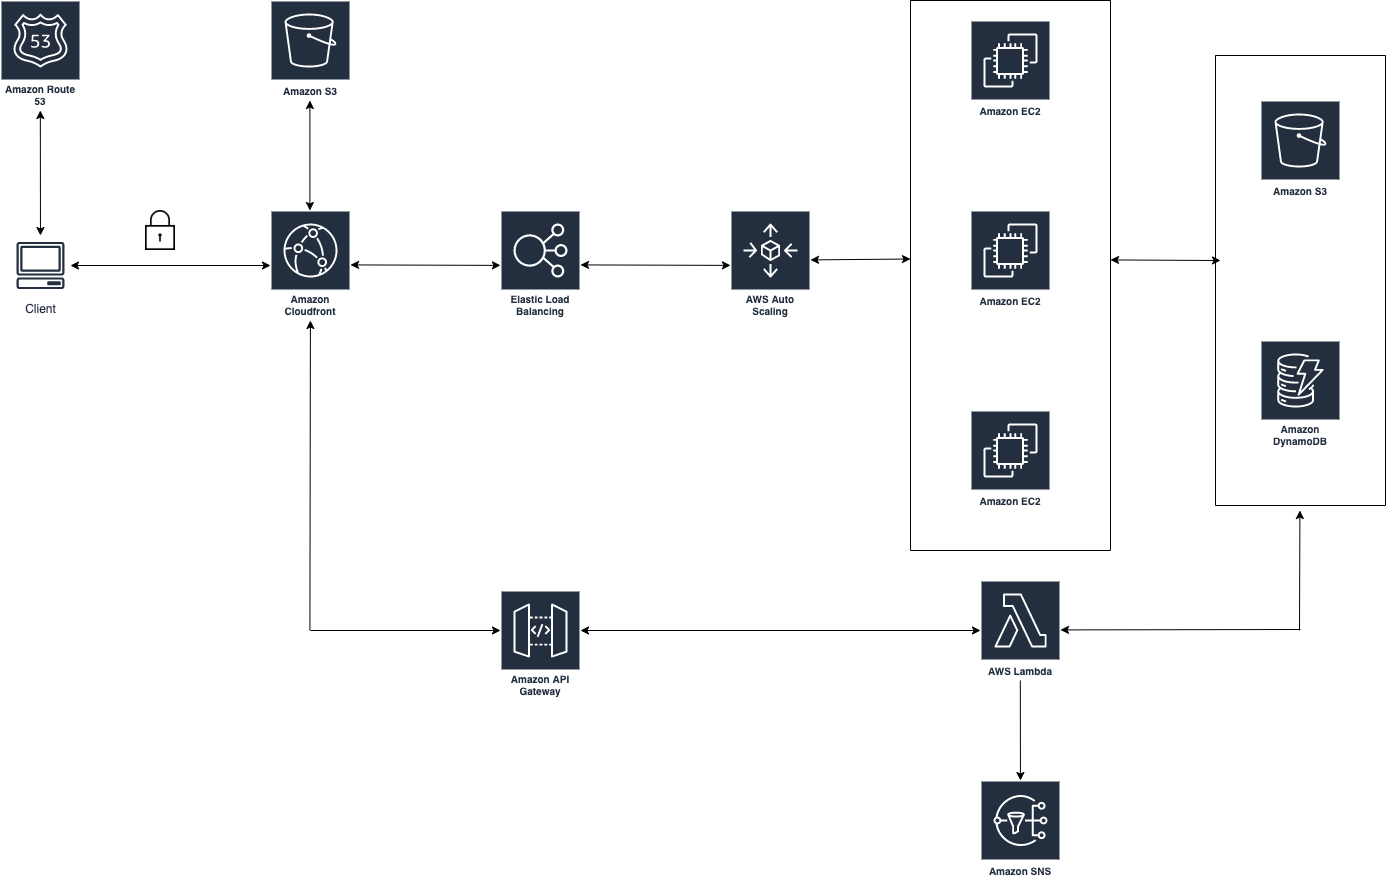 53
Amazon Route
53
Amazon S3
Amazon EC2
Amazon S3
Client
Amazon
Cloudfront
Elastic Load
Balancing
AWS Auto
Scaling
Amazon EC2
Amazon
DynamoDB
Amazon EC2
</>
Amazon API
Gateway
AWS Lambda
Amazon SNS